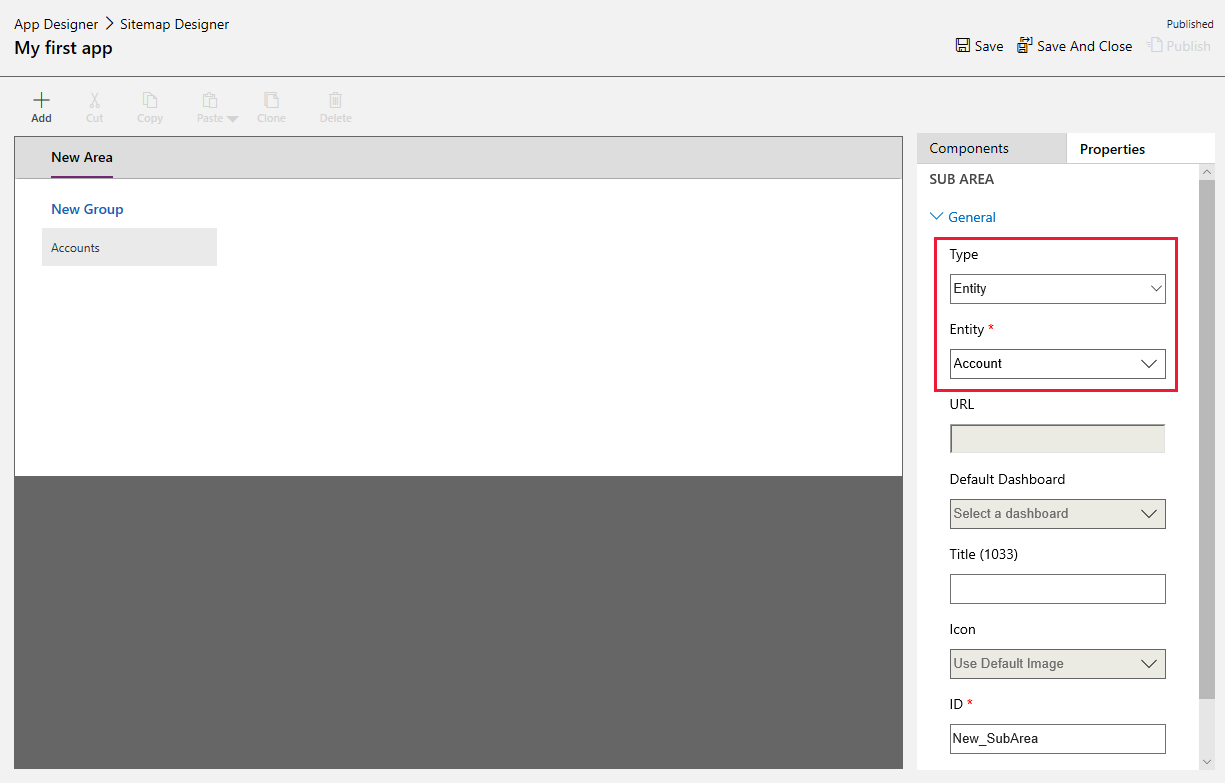 App Designer > Sitemap Designer
Published
My first app
Save
Save And Close
Publish
Add
Cut
Copy
Paste
Clone
Delete
New Area
New Group
Accounts
Components
Properties
SUB AREA
General
Type
Entity
Entity *
Account
URL
Default Dashboard
Select a dashboard
Title (1033)
Icon
Use Default Image
ID *
New_SubArea